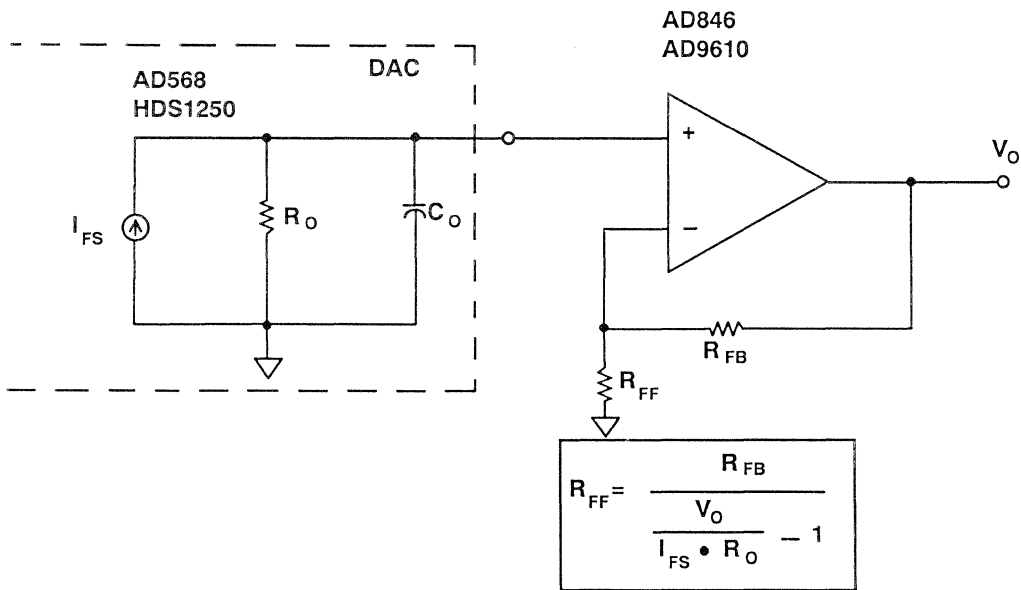 AD846
AD9610
DAC
AD568
HDS1250
+
V_O
I_FS
R_O
C_O
−
R_FB
R_FF
R_FF = R_FB / (V_O / (I_FS • R_O) − 1)